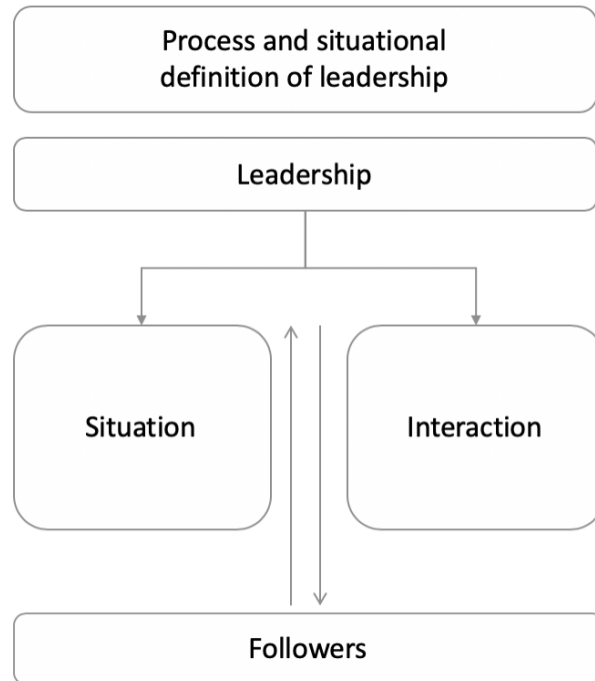 Process and situational
definition of leadership
Leadership
Situation
Interaction
Followers